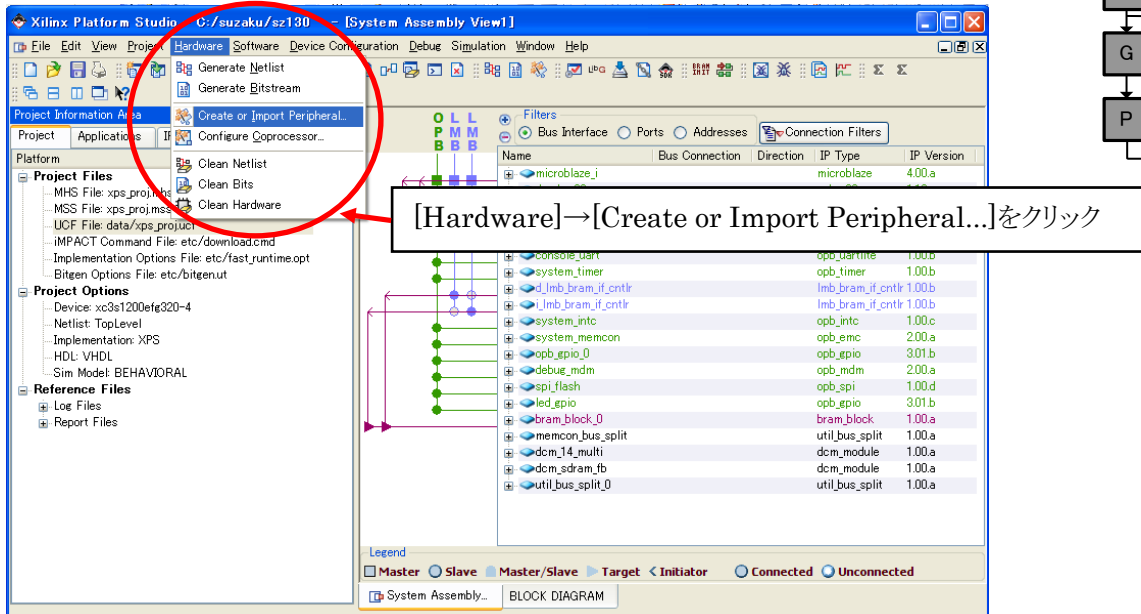 Xilinx Platform Studio - C:/suzaku/sz130 - [System Assembly View1]
File Edit View Project Hardware Software Device Configuration Debug Simulation Window Help
Generate Netlist
Generate Bitstream
Create or Import Peripheral...
Configure Coprocessor...
Clean Netlist
Clean Bits
Clean Hardware
Project Information Area
Project Applications
Platform
Project Files
MHS File: xps_proj.mhs
MSS File: xps_proj.mss
UCF File: data/xps_proj.ucf
iMPACT Command File: etc/download.cmd
Implementation Options File: etc/fast_runtime.opt
Bitgen Options File: etc/bitgen.ut
Project Options
Device: xc3s1200efg320-4
Netlist: TopLevel
Implementation: XPS
HDL: VHDL
Sim Model: BEHAVIORAL
Reference Files
Log Files
Report Files
OPB LMB LMB
Filters
Bus Interface Ports Addresses Connection Filters
Name Bus Connection Direction IP Type IP Version
microblaze_i microblaze 4.00.a
[Hardware]→[Create or Import Peripheral...]をクリック
console_uart opb_uartlite 1.00.b
system_timer opb_timer 1.00.b
d_lmb_bram_if_cntlr lmb_bram_if_cntlr 1.00.b
i_lmb_bram_if_cntlr lmb_bram_if_cntlr 1.00.b
system_intc opb_intc 1.00.c
system_memcon opb_emc 2.00.a
opb_gpio_0 opb_gpio 3.01.b
debug_mdm opb_mdm 2.00.a
spi_flash opb_spi 1.00.d
led_gpio opb_gpio 3.01.b
bram_block_0 bram_block 1.00.a
memcon_bus_split util_bus_split 1.00.a
dcm_14_multi dcm_module 1.00.a
dcm_sdram_fb dcm_module 1.00.a
util_bus_split_0 util_bus_split 1.00.a
Legend
Master Slave Master/Slave Target Initiator Connected Unconnected
System Assembly... BLOCK DIAGRAM
G
P